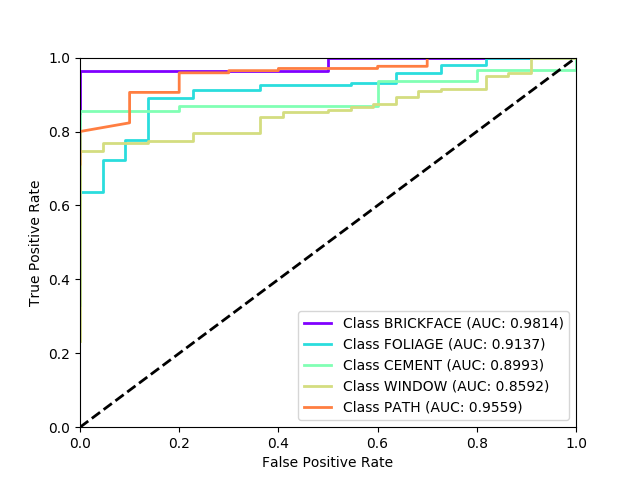 1.0
0.8
0.6
0.4
0.2
0.0
True Positive Rate
Class BRICKFACE (AUC: 0.9814)
Class FOLIAGE (AUC: 0.9137)
Class CEMENT (AUC: 0.8993)
Class WINDOW (AUC: 0.8592)
Class PATH (AUC: 0.9559)
0.0 0.2 0.4 0.6 0.8 1.0
False Positive Rate